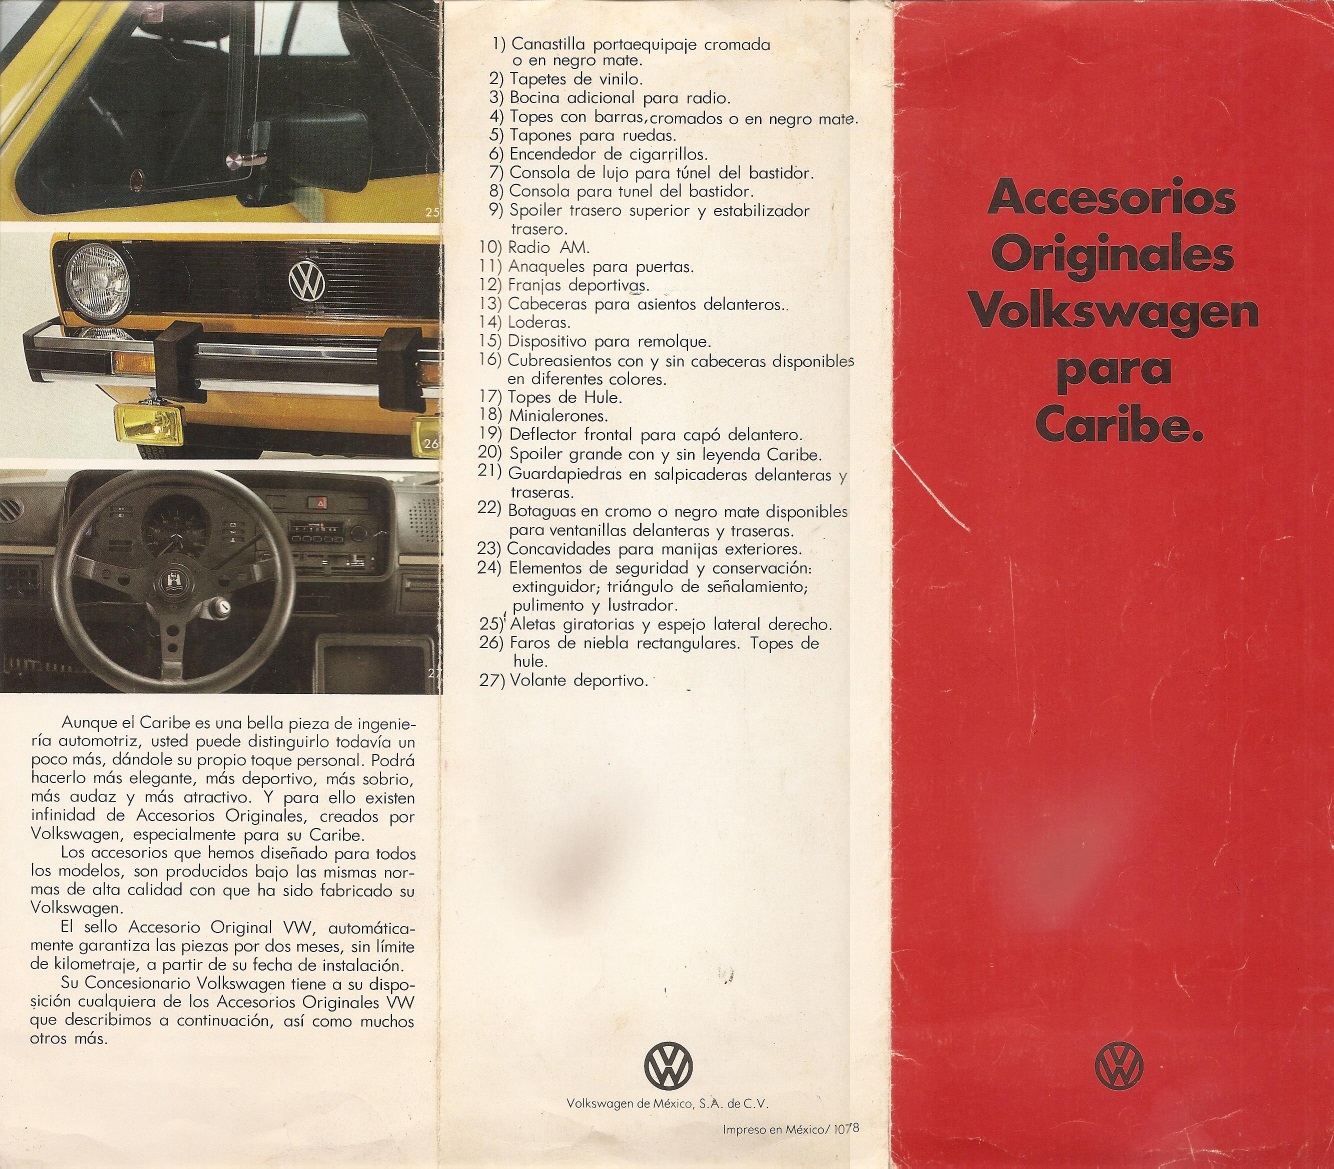 25
26
27
Aunque el Caribe es una bella pieza de ingenie-
ría automotriz, usted puede distinguirlo todavía un
poco más, dándole su propio toque personal. Podrá
hacerlo más elegante, más deportivo, más sobrio,
más audaz y más atractivo. Y para ello existen
infinidad de Accesorios Originales, creados por
Volkswagen, especialmente para su Caribe.
Los accesorios que hemos diseñado para todos
los modelos, son producidos bajo las mismas nor-
mas de alta calidad con que ha sido fabricado su
Volkswagen.
El sello Accesorio Original VW, automática-
mente garantiza las piezas por dos meses, sin límite
de kilometraje, a partir de su fecha de instalación.
Su Concesionario Volkswagen tiene a su dispo-
sición cualquiera de los Accesorios Originales VW
que describimos a continuación, así como muchos
otros más.
1) Canastilla portaequipaje cromada
o en negro mate.
2) Tapetes de vinilo.
3) Bocina adicional para radio.
4) Topes con barras,cromados o en negro mate.
5) Tapones para ruedas.
6) Encendedor de cigarrillos.
7) Consola de lujo para túnel del bastidor.
8) Consola para tunel del bastidor.
9) Spoiler trasero superior y estabilizador
trasero.
10) Radio AM.
11) Anaqueles para puertas.
12) Franjas deportivas.
13) Cabeceras para asientos delanteros.
14) Loderas.
15) Dispositivo para remolque.
16) Cubreasientos con y sin cabeceras disponibles
en diferentes colores.
17) Topes de Hule.
18) Minialerones.
19) Deflector frontal para capó delantero.
20) Spoiler grande con y sin leyenda Caribe.
21) Guardapiedras en salpicaderas delanteras y
traseras.
22) Botaguas en cromo o negro mate disponibles
para ventanillas delanteras y traseras.
23) Concavidades para manijas exteriores.
24) Elementos de seguridad y conservación:
extinguidor; triángulo de señalamiento;
pulimento y lustrador.
25) Aletas giratorias y espejo lateral derecho.
26) Faros de niebla rectangulares. Topes de
hule.
27) Volante deportivo.
Volkswagen de México, S.A. de C.V.
Impreso en México/ 1078
Accesorios
Originales
Volkswagen
para
Caribe.